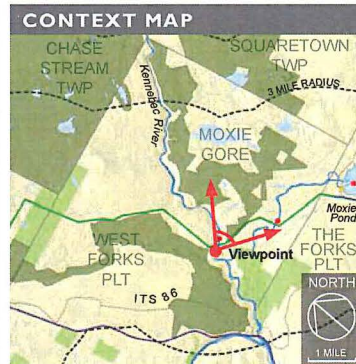 CONTEXT MAP
CHASE
STREAM
TWP
SQUARETOWN
TWP
Kennebec River
3 MILE RADIUS
MOXIE
GORE
Moxie
Pond
WEST
FORKS
PLT
Viewpoint
THE
FORKS
PLT
ITS 86
NORTH
1 MILE